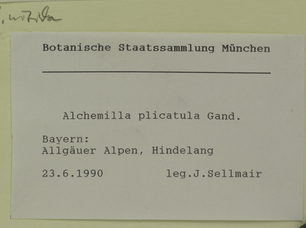 Botanische Staatssammlung München
Alchemilla plicatula Gand.
Bayern:
Allgäuer Alpen, Hindelang
23.6.1990 leg.J.Sellmair